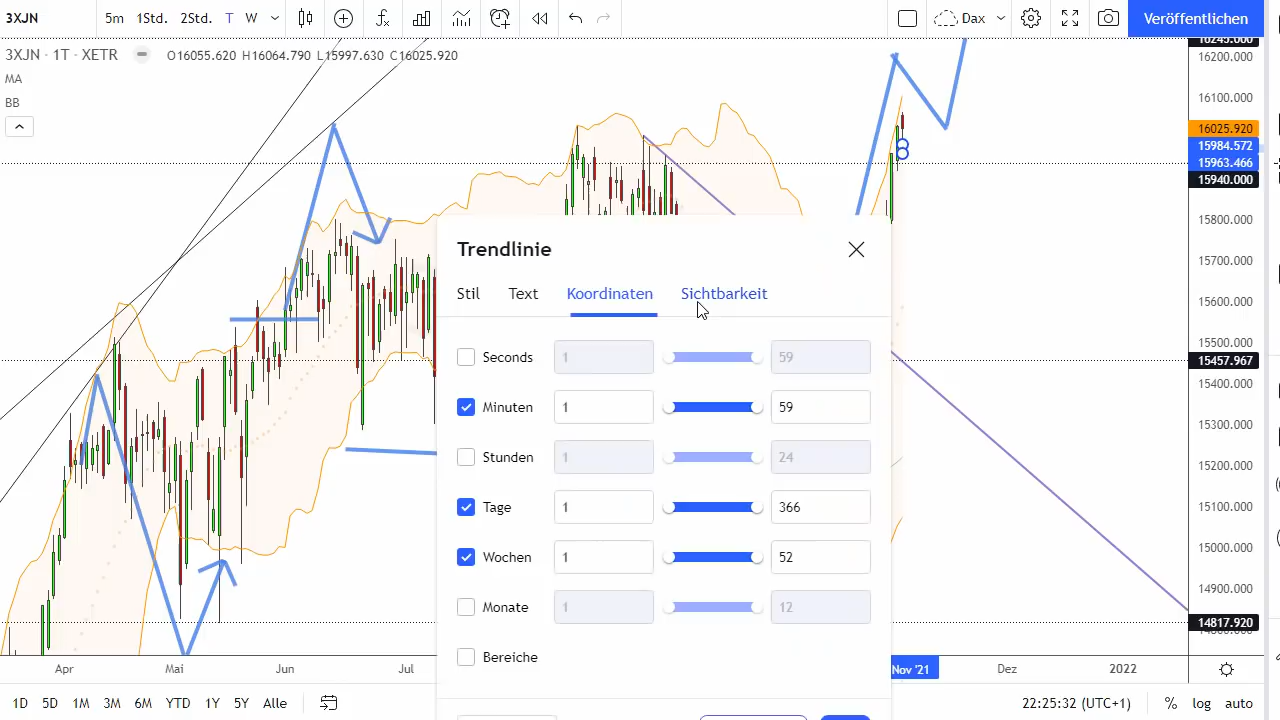 3XJN 5m 1Std. 2Std. T W Dax Veröffentlichen
3XJN · 1T · XETR O16055.620 H16064.790 L15997.630 C16025.920
MA
BB
16245.000
16200.000
16100.000
16025.920
15984.572
15963.466
15940.000
15800.000
15700.000
15600.000
15500.000
15457.967
15400.000
15300.000
15200.000
15100.000
15000.000
14900.000
14817.920
Trendlinie
Stil Text Koordinaten Sichtbarkeit
Seconds 1 59
Minuten 1 59
Stunden 1 24
Tage 1 366
Wochen 1 52
Monate 1 12
Bereiche
Apr Mai Jun Jul Nov '21 Dez 2022
1D 5D 1M 3M 6M YTD 1Y 5Y Alle 22:25:32 (UTC+1) % log auto